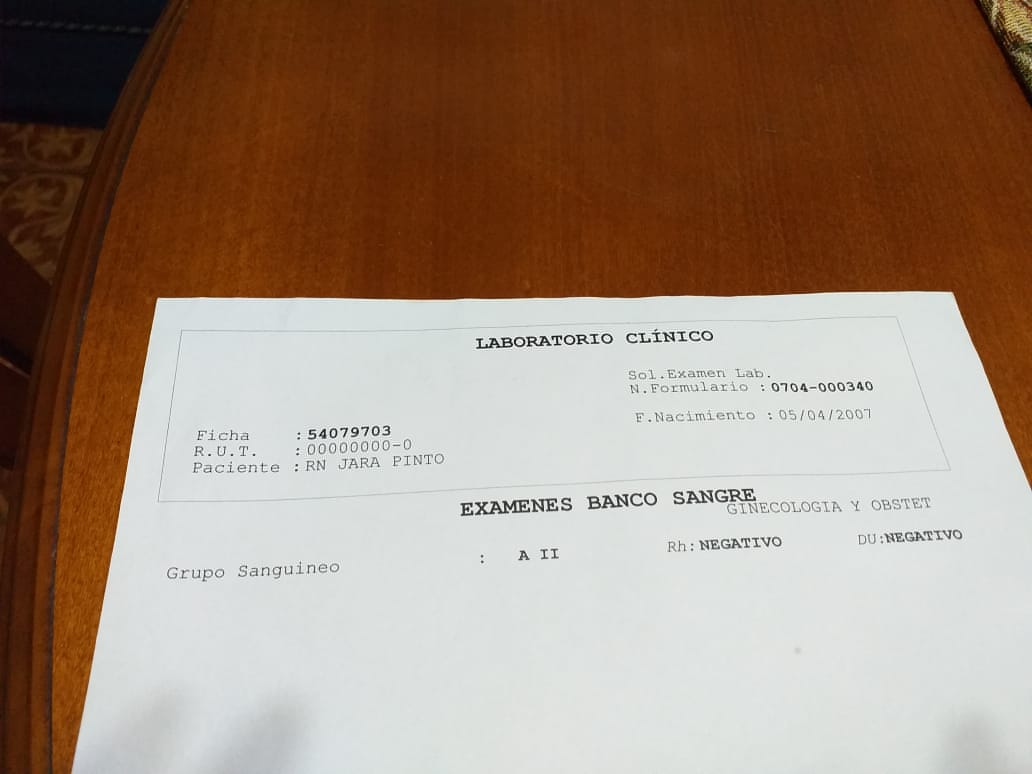 LABORATORIO CLÍNICO
Sol.Examen Lab.
N.Formulario : 0704-000340
F.Nacimiento : 05/04/2007
Ficha : 54079703
R.U.T. : 00000000-0
Paciente : RN JARA PINTO
EXAMENES BANCO SANGRE
GINECOLOGIA Y OBSTET
Grupo Sanguineo : A II Rh: NEGATIVO DU:NEGATIVO